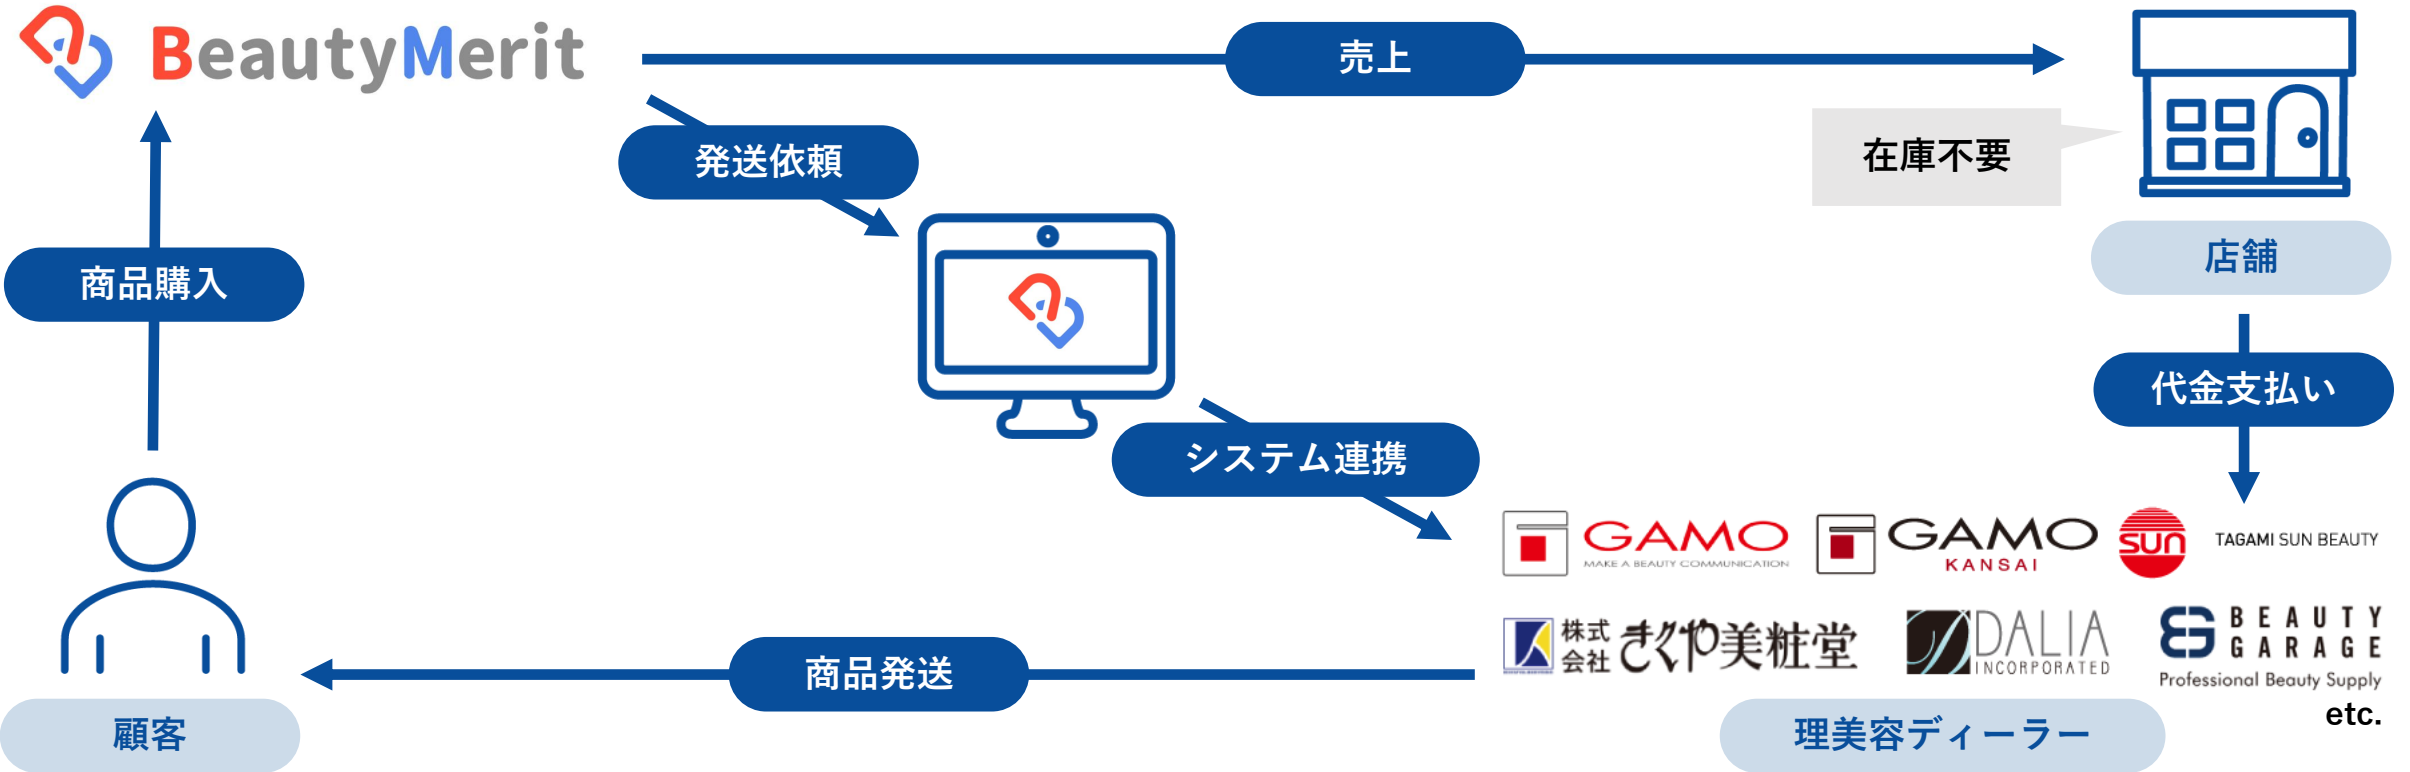 BeautyMerit
売上
発送依頼
在庫不要
店舗
商品購入
代金支払い
システム連携
GAMO
MAKE A BEAUTY COMMUNICATION
GAMO
KANSAI
sun
TAGAMI SUN BEAUTY
株式会社 きくや美粧堂
DALIA
INCORPORATED
BEAUTY
GARAGE
Professional Beauty Supply
etc.
商品発送
顧客
理美容ディーラー